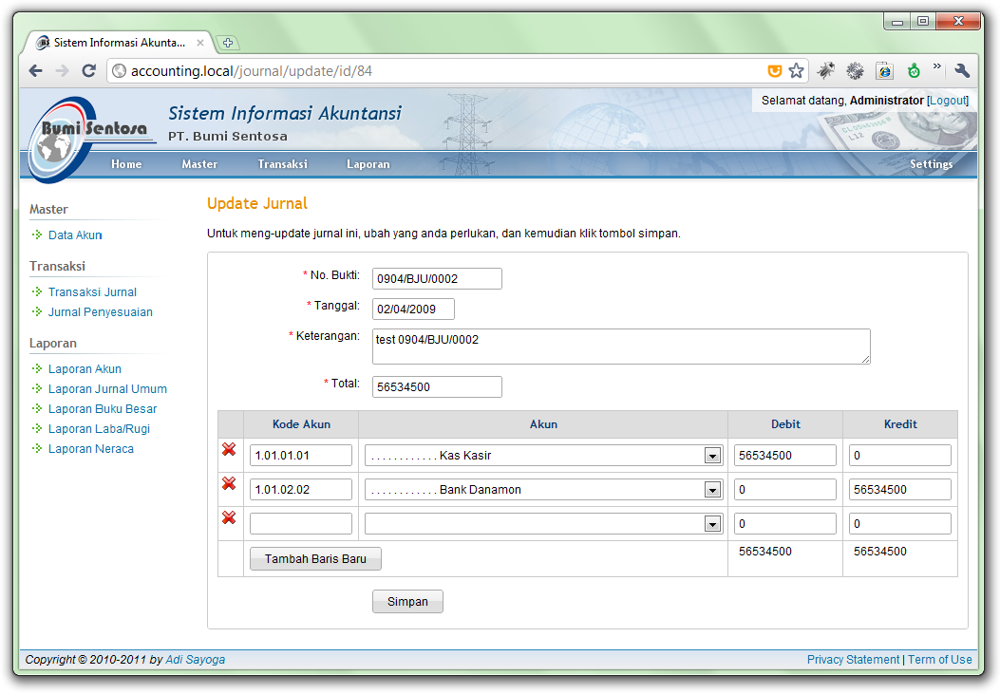 Sistem Informasi Akunta...
accounting.local/journal/update/id/84
Selamat datang, Administrator [Logout]
Bumi Sentosa
Sistem Informasi Akuntansi
PT. Bumi Sentosa
Home Master Transaksi Laporan Settings
Master
Data Akun
Transaksi
Transaksi Jurnal
Jurnal Penyesuaian
Laporan
Laporan Akun
Laporan Jurnal Umum
Laporan Buku Besar
Laporan Laba/Rugi
Laporan Neraca
Update Jurnal
Untuk meng-update jurnal ini, ubah yang anda perlukan, dan kemudian klik tombol simpan.
* No. Bukti: 0904/BJU/0002
* Tanggal: 02/04/2009
* Keterangan: test 0904/BJU/0002
* Total: 56534500
Kode Akun Akun Debit Kredit
1.01.01.01 . . . . . . . . . . . . Kas Kasir 56534500 0
1.01.02.02 . . . . . . . . . . . . Bank Danamon 0 56534500
0 0
Tambah Baris Baru 56534500 56534500
Simpan
Copyright © 2010-2011 by Adi Sayoga
Privacy Statement | Term of Use